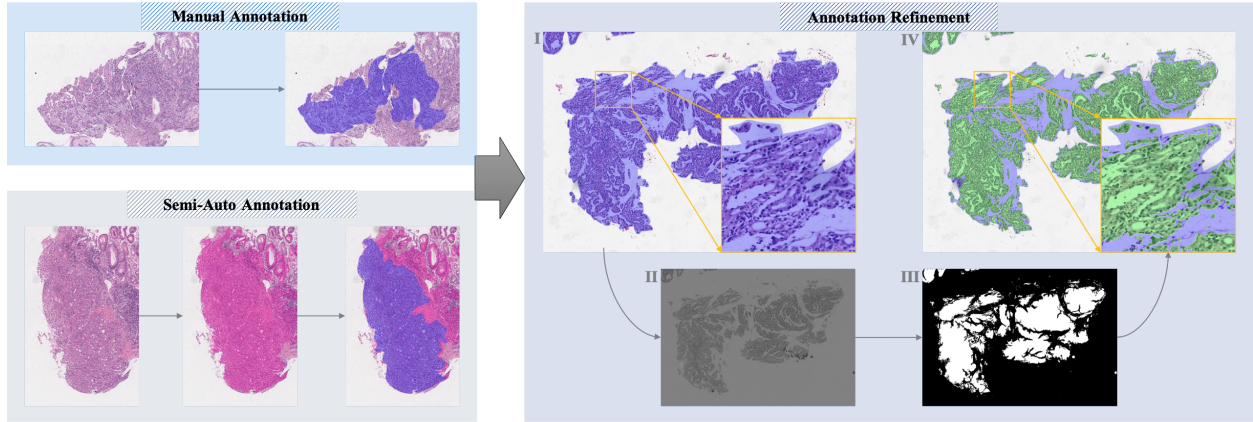 Manual Annotation
Semi-Auto Annotation
Annotation Refinement
I
IV
II
III